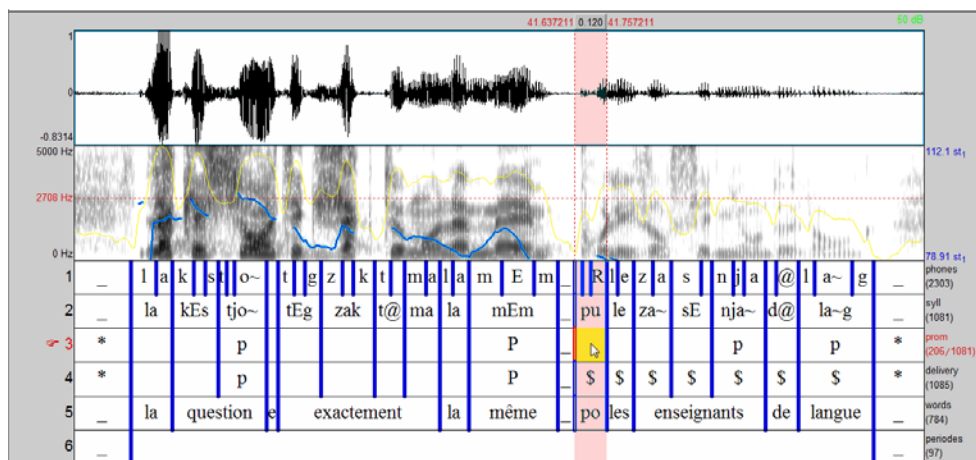 41.637211 0.120 41.757211 50 dB
1
0
-0.8314
5000 Hz 112.1 st1
2708 Hz
0 Hz 78.91 st1
1 _ l a k s t o~ t g z k t m a l a m E m _ R l e z a s n j a @ l a~ g _ phones (2303)
2 _ la kEs tjo~ tEg zak t@ ma la mEm _ pu le za~ sE nja~ d@ la~g _ syll (1081)
3 * p P _ p p * prom (206/1081)
4 * p P _ $ $ $ $ $ $ $ * delivery (1085)
5 _ la question e exactement la même _ po les enseignants de langue _ words (784)
6 periodes (97)